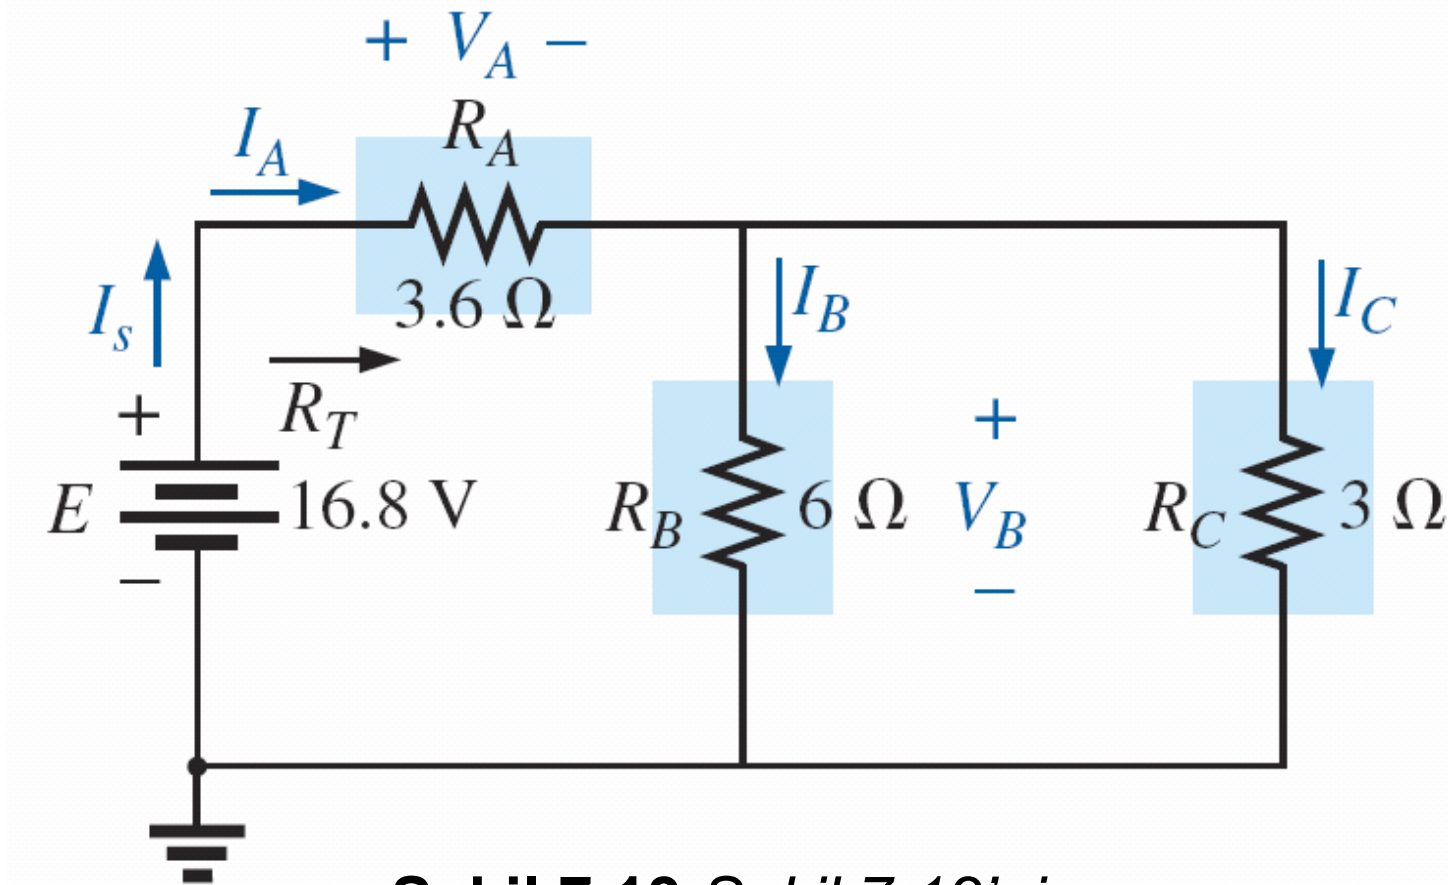 + V_A −
R_A
I_A
3.6 Ω
I_s
R_T
I_B
I_C
+
E
16.8 V
−
R_B
6 Ω
+
V_B
−
R_C
3 Ω